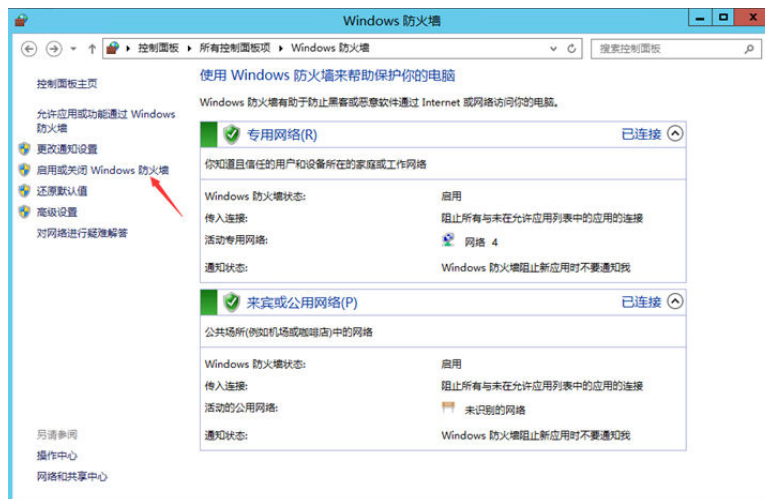 Windows 防火墙
控制面板 ▸ 所有控制面板项 ▸ Windows 防火墙
搜索控制面板
控制面板主页
允许应用或功能通过 Windows
防火墙
更改通知设置
启用或关闭 Windows 防火墙
还原默认值
高级设置
对网络进行疑难解答
另请参阅
操作中心
网络和共享中心
使用 Windows 防火墙来帮助保护你的电脑
Windows 防火墙有助于防止黑客或恶意软件通过 Internet 或网络访问你的电脑。
专用网络(R) 已连接
你知道且信任的用户和设备所在的家庭或工作网络
Windows 防火墙状态: 启用
传入连接: 阻止所有与未在允许应用列表中的应用的连接
活动专用网络: 网络 4
通知状态: Windows 防火墙阻止新应用时不要通知我
来宾或公用网络(P) 已连接
公共场所(例如机场或咖啡店)中的网络
Windows 防火墙状态: 启用
传入连接: 阻止所有与未在允许应用列表中的应用的连接
活动的公用网络: 未识别的网络
通知状态: Windows 防火墙阻止新应用时不要通知我